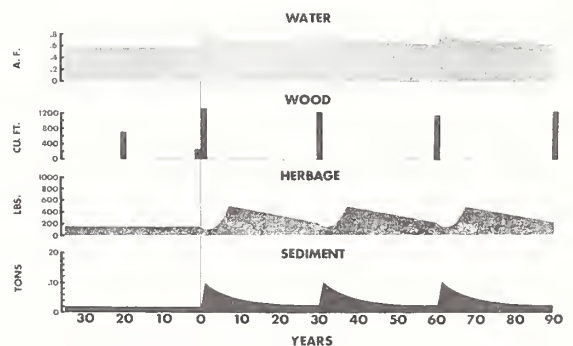 WATER
A. F.
.8
.6
.4
.2
0
WOOD
CU. FT.
1200
800
400
0
HERBAGE
LBS.
1000
800
600
400
200
0
SEDIMENT
TONS
.20
.10
0
30 20 10 0 10 20 30 40 50 60 70 80 90
YEARS